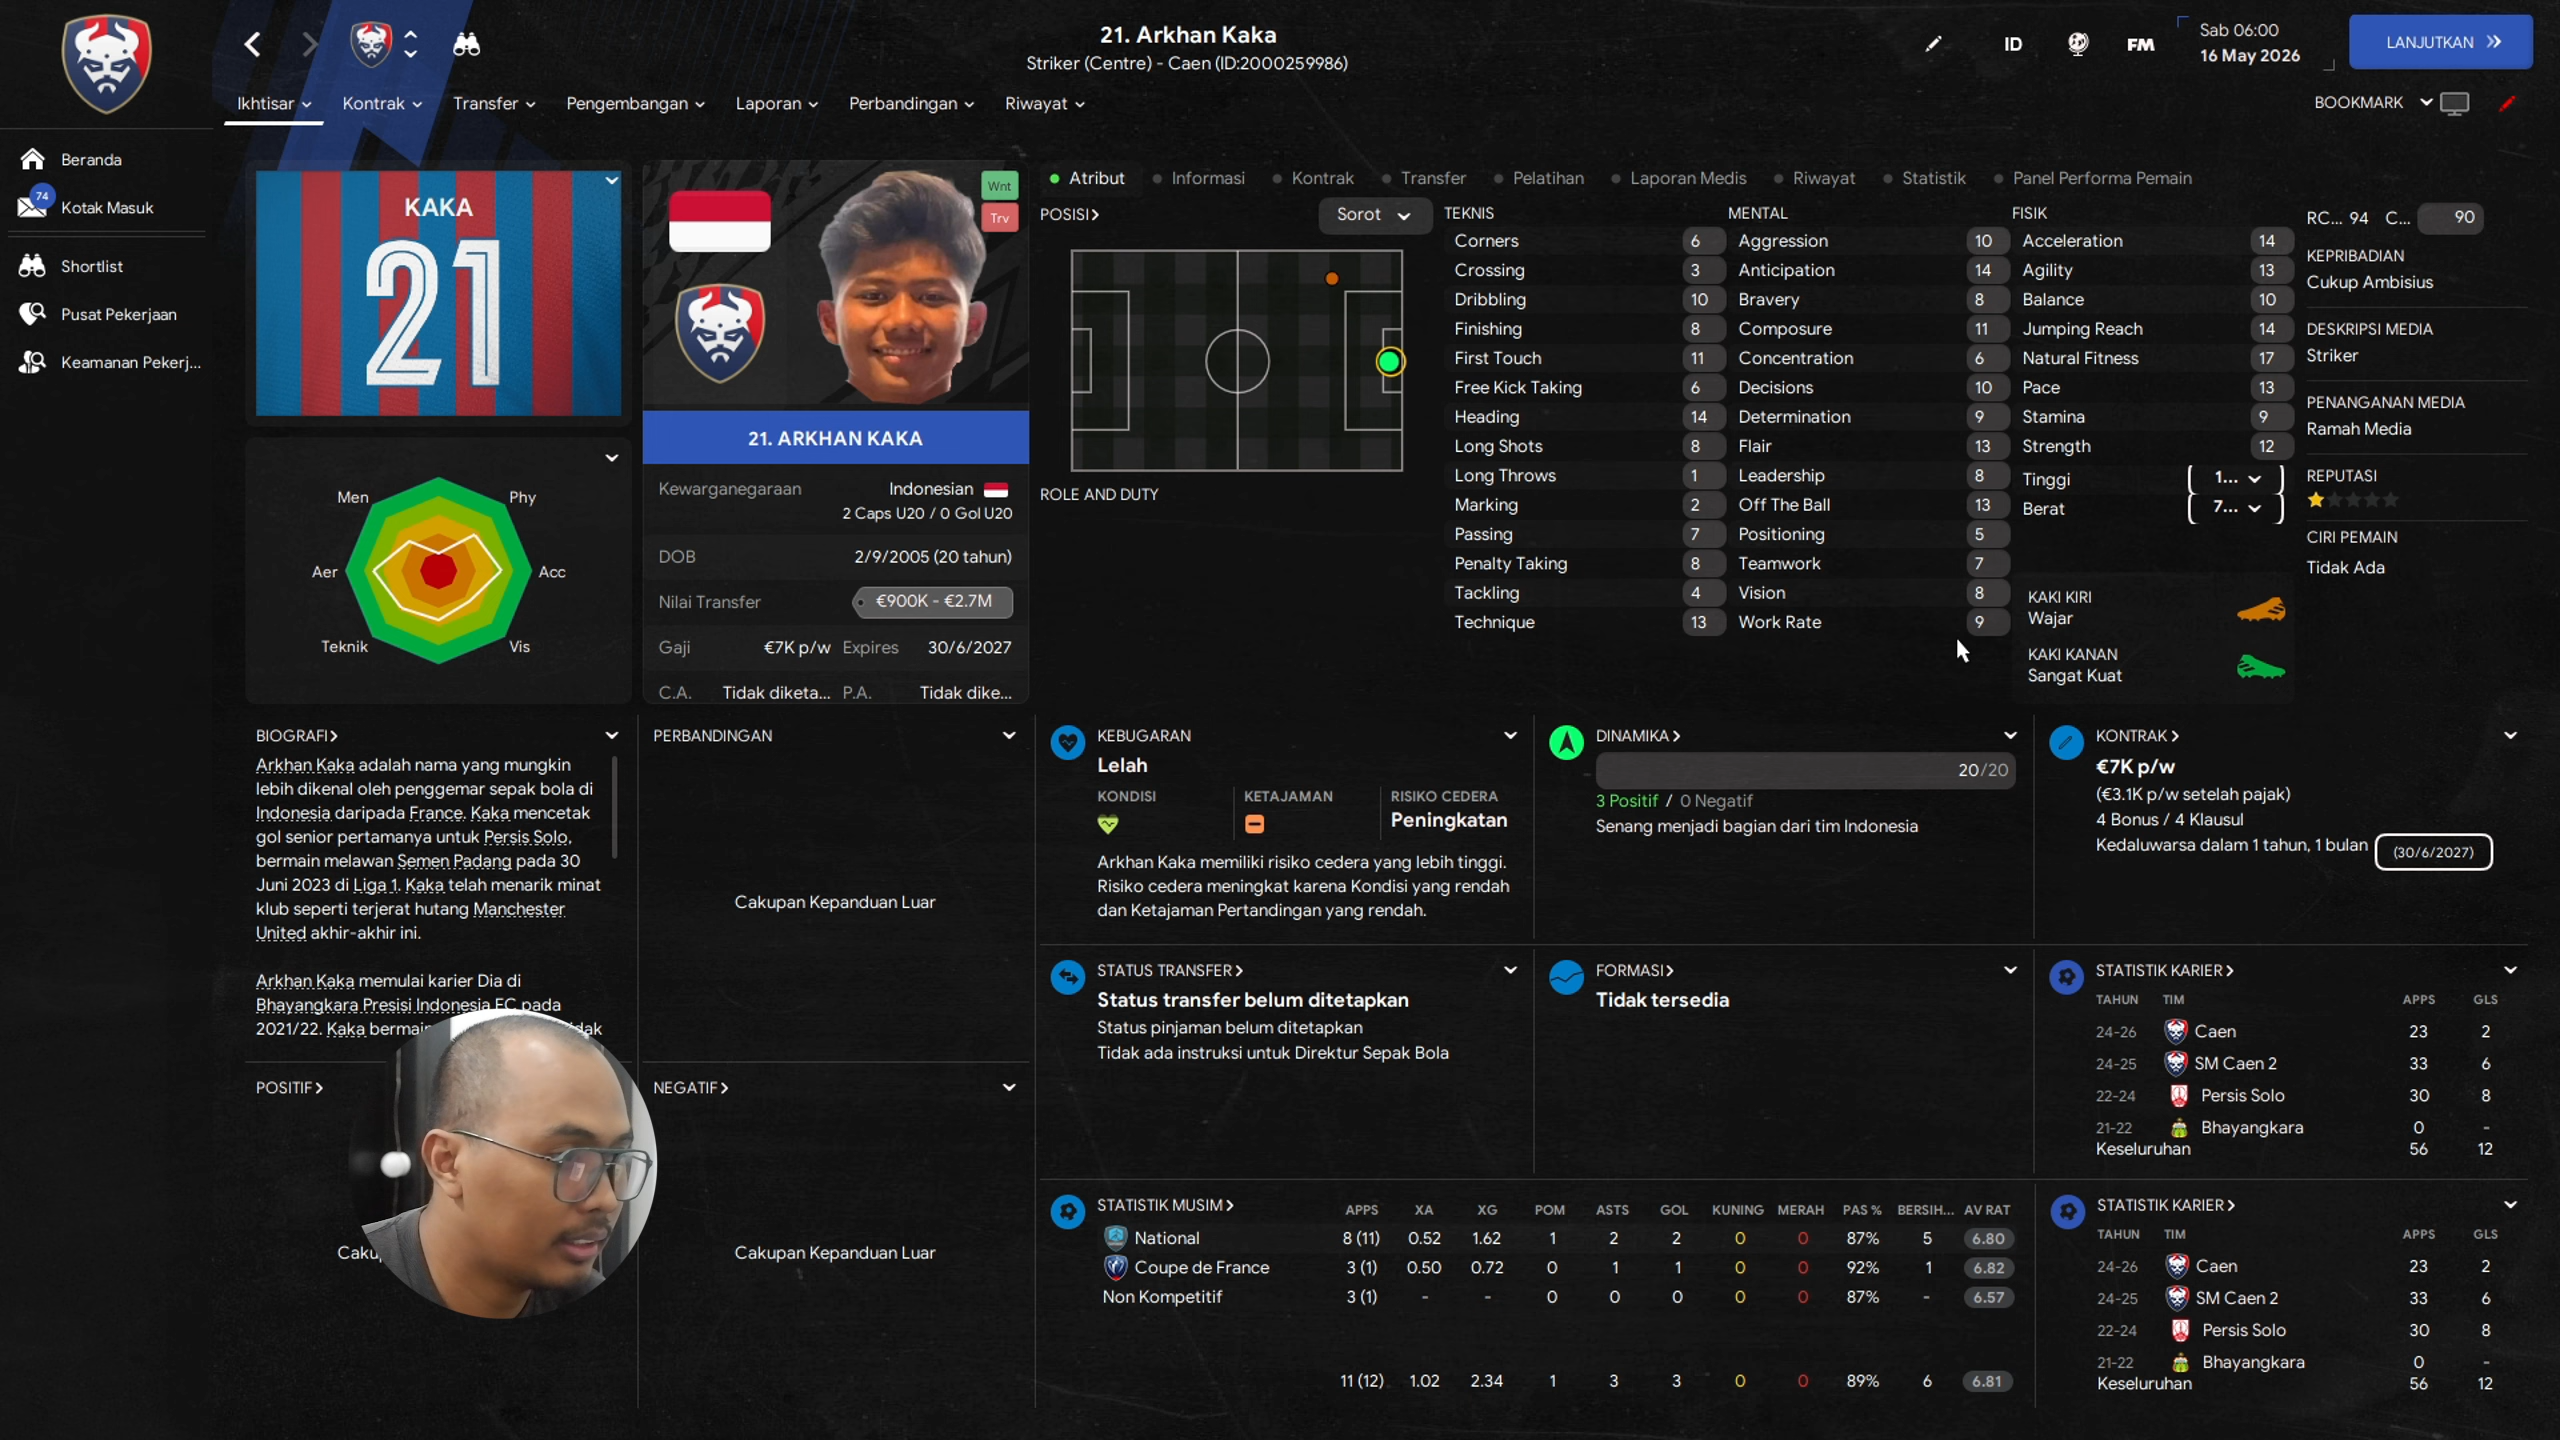 21. Arkhan Kaka
Striker (Centre) - Caen (ID:2000259986)
ID
FM
Sab 06:00
16 May 2026
LANJUTKAN
Ikhtisar
Kontrak
Transfer
Pengembangan
Laporan
Perbandingan
Riwayat
BOOKMARK
Beranda
74
Kotak Masuk
Shortlist
Pusat Pekerjaan
Keamanan Pekerj...
KAKA
21
Men
Phy
Aer
Acc
Teknik
Vis
Wnt
Trv
21. ARKHAN KAKA
Kewarganegaraan Indonesian
2 Caps U20 / 0 Gol U20
DOB 2/9/2005 (20 tahun)
Nilai Transfer €900K - €2.7M
Gaji €7K p/w Expires 30/6/2027
C.A. Tidak diketa... P.A. Tidak dike...
Atribut
Informasi
Kontrak
Transfer
Pelatihan
Laporan Medis
Riwayat
Statistik
Panel Performa Pemain
POSISI
Sorot
ROLE AND DUTY
TEKNIS
Corners 6
Crossing 3
Dribbling 10
Finishing 8
First Touch 11
Free Kick Taking 6
Heading 14
Long Shots 8
Long Throws 1
Marking 2
Passing 7
Penalty Taking 8
Tackling 4
Technique 13
MENTAL
Aggression 10
Anticipation 14
Bravery 8
Composure 11
Concentration 6
Decisions 10
Determination 9
Flair 13
Leadership 8
Off The Ball 13
Positioning 5
Teamwork 7
Vision 8
Work Rate 9
FISIK
Acceleration 14
Agility 13
Balance 10
Jumping Reach 14
Natural Fitness 17
Pace 13
Stamina 9
Strength 12
Tinggi 1...
Berat 7...
KAKI KIRI
Wajar
KAKI KANAN
Sangat Kuat
RC... 94 C... 90
KEPRIBADIAN
Cukup Ambisius
DESKRIPSI MEDIA
Striker
PENANGANAN MEDIA
Ramah Media
REPUTASI
CIRI PEMAIN
Tidak Ada
BIOGRAFI
Arkhan Kaka adalah nama yang mungkin
lebih dikenal oleh penggemar sepak bola di
Indonesia daripada France. Kaka mencetak
gol senior pertamanya untuk Persis Solo,
bermain melawan Semen Padang pada 30
Juni 2023 di Liga 1. Kaka telah menarik minat
klub seperti terjerat hutang Manchester
United akhir-akhir ini.
Arkhan Kaka memulai karier Dia di
Bhayangkara Presisi Indonesia FC pada
2021/22. Kaka
POSITIF
PERBANDINGAN
Cakupan Kepanduan Luar
NEGATIF
Cakupan Kepanduan Luar
KEBUGARAN
Lelah
KONDISI
KETAJAMAN
RISIKO CEDERA
Peningkatan
Arkhan Kaka memiliki risiko cedera yang lebih tinggi.
Risiko cedera meningkat karena Kondisi yang rendah
dan Ketajaman Pertandingan yang rendah.
DINAMIKA
20/20
3 Positif / 0 Negatif
Senang menjadi bagian dari tim Indonesia
KONTRAK
€7K p/w
(€3.1K p/w setelah pajak)
4 Bonus / 4 Klausul
Kedaluwarsa dalam 1 tahun, 1 bulan (30/6/2027)
STATUS TRANSFER
Status transfer belum ditetapkan
Status pinjaman belum ditetapkan
Tidak ada instruksi untuk Direktur Sepak Bola
FORMASI
Tidak tersedia
STATISTIK KARIER
TAHUN TIM APPS GLS
24-26 Caen 23 2
24-25 SM Caen 2 33 6
22-24 Persis Solo 30 8
21-22 Bhayangkara 0 -
Keseluruhan 56 12
STATISTIK MUSIM APPS XA XG POM ASTS GOL KUNING MERAH PAS % BERSIH... AV RAT
National 8 (11) 0.52 1.62 1 2 2 0 0 87% 5 6.80
Coupe de France 3 (1) 0.50 0.72 0 1 1 0 0 92% 1 6.82
Non Kompetitif 3 (1) - - 0 0 0 0 0 87% - 6.57
11 (12) 1.02 2.34 1 3 3 0 0 89% 6 6.81
STATISTIK KARIER
TAHUN TIM APPS GLS
24-26 Caen 23 2
24-25 SM Caen 2 33 6
22-24 Persis Solo 30 8
21-22 Bhayangkara 0 -
Keseluruhan 56 12